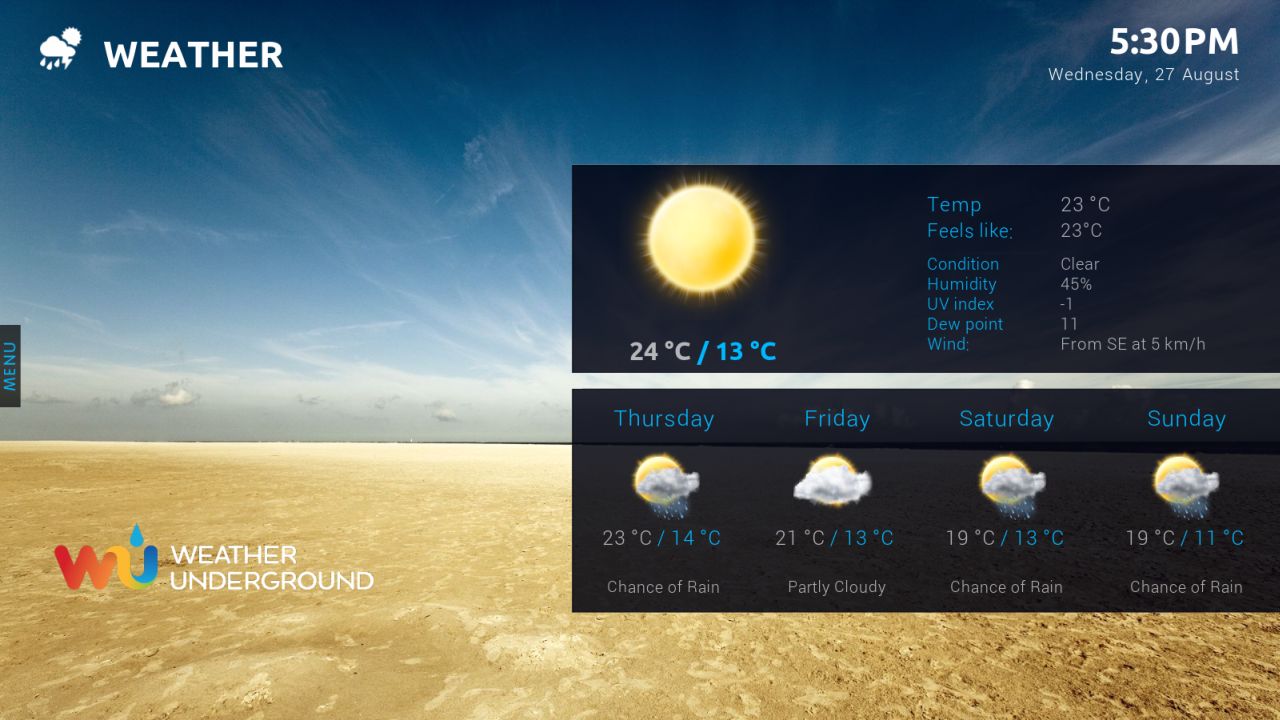 WEATHER
5:30PM
Wednesday, 27 August
MENU
Temp 23 °C
Feels like: 23°C
Condition Clear
Humidity 45%
UV index -1
Dew point 11
Wind: From SE at 5 km/h
24 °C / 13 °C
Thursday Friday Saturday Sunday
23 °C / 14 °C 21 °C / 13 °C 19 °C / 13 °C 19 °C / 11 °C
Chance of Rain Partly Cloudy Chance of Rain Chance of Rain
WU WEATHER
UNDERGROUND